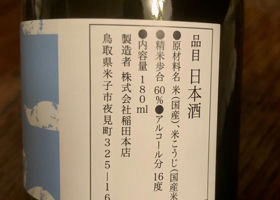 品目 日本酒
●原材料名 米(国産)、米こうじ(国産米
●精米歩合 60%●アルコール分 16度
●内容量 180ml
製造者 株式会社稲田本店
鳥取県米子市夜見町325―16